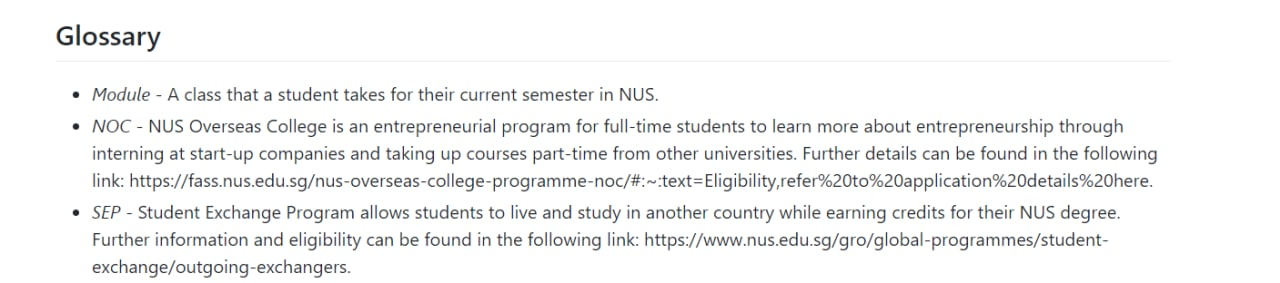 Glossary
• Module - A class that a student takes for their current semester in NUS.
• NOC - NUS Overseas College is an entrepreneurial program for full-time students to learn more about entrepreneurship through
interning at start-up companies and taking up courses part-time from other universities. Further details can be found in the following
link: https://fass.nus.edu.sg/nus-overseas-college-programme-noc/#:~:text=Eligibility,refer%20to%20application%20details%20here.
• SEP - Student Exchange Program allows students to live and study in another country while earning credits for their NUS degree.
Further information and eligibility can be found in the following link: https://www.nus.edu.sg/gro/global-programmes/student-
exchange/outgoing-exchangers.